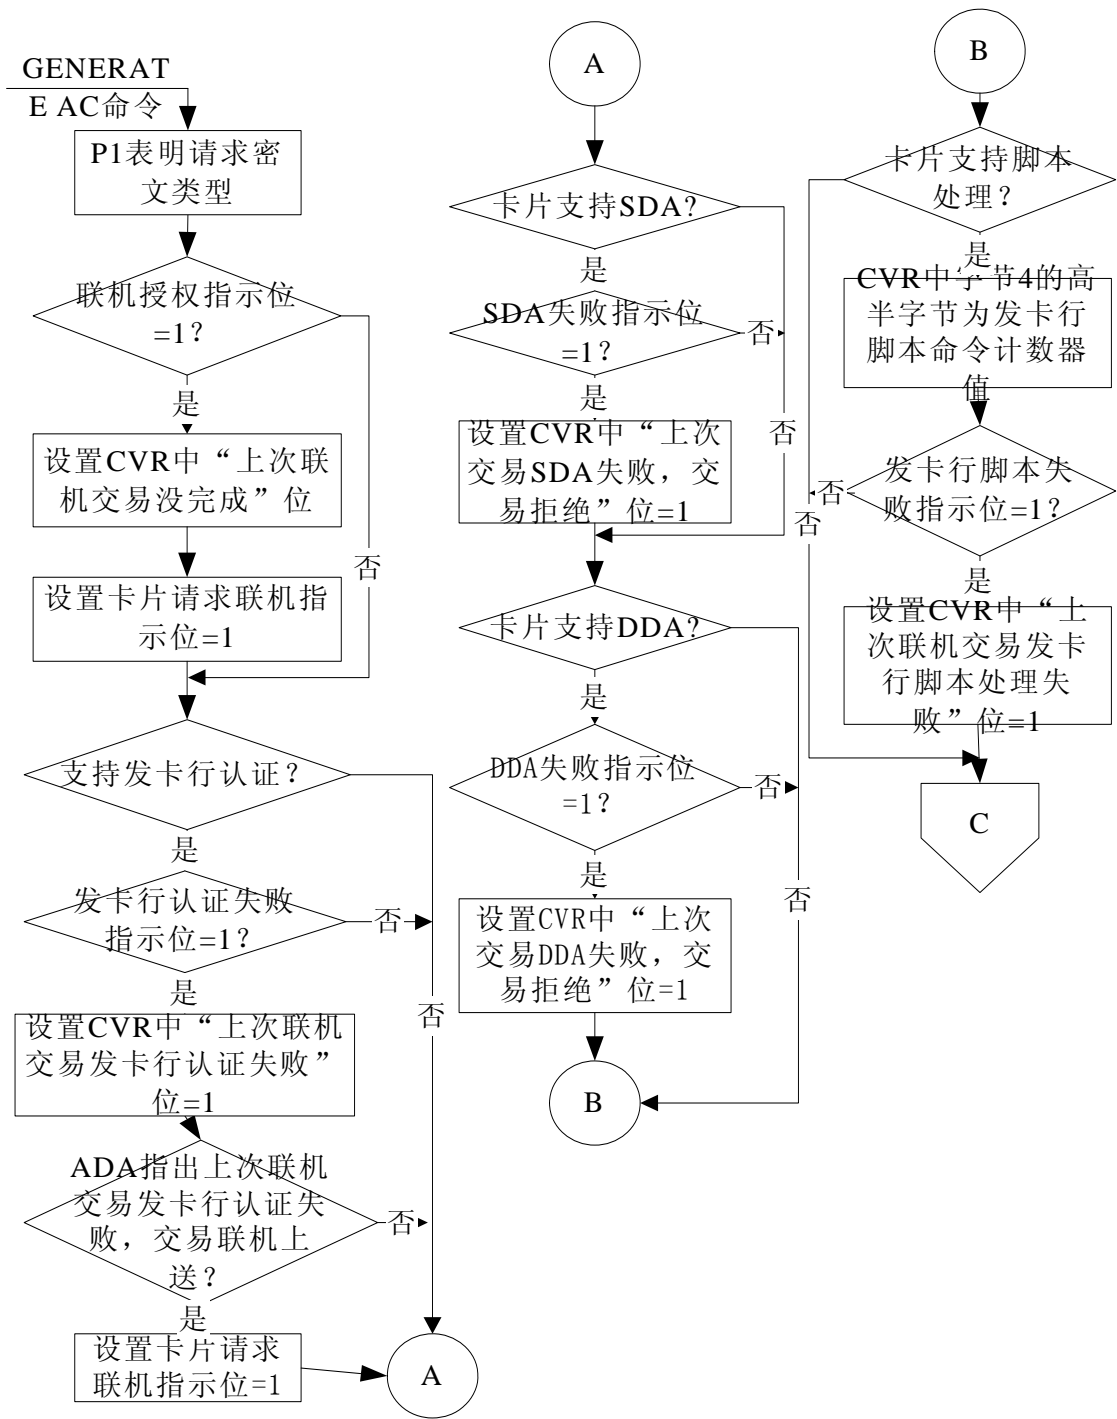 GENERAT
E AC命令
P1表明请求密
文类型
联机授权指示位
=1?
是
设置CVR中“上次联
机交易没完成”位
否
设置卡片请求联机指
示位=1
支持发卡行认证?
是
发卡行认证失败
指示位=1?
否
是
否
设置CVR中“上次联机
交易发卡行认证失败”
位=1
ADA指出上次联机
交易发卡行认证失
败，交易联机上
送?
否
是
设置卡片请求
联机指示位=1
A
A
卡片支持SDA?
是
SDA失败指示位
=1?
否
是
否
设置CVR中“上次
交易SDA失败，交
易拒绝”位=1
卡片支持DDA?
是
DDA失败指示位
=1?
否
是
否
设置CVR中“上次
交易DDA失败，交
易拒绝”位=1
B
B
卡片支持脚本
处理?
是
CVR中字节4的高
半字节为发卡行
脚本命令计数器
值
发卡行脚本失
败指示位=1?
否
否
是
设置CVR中“上
次联机交易发卡
行脚本处理失
败”位=1
C